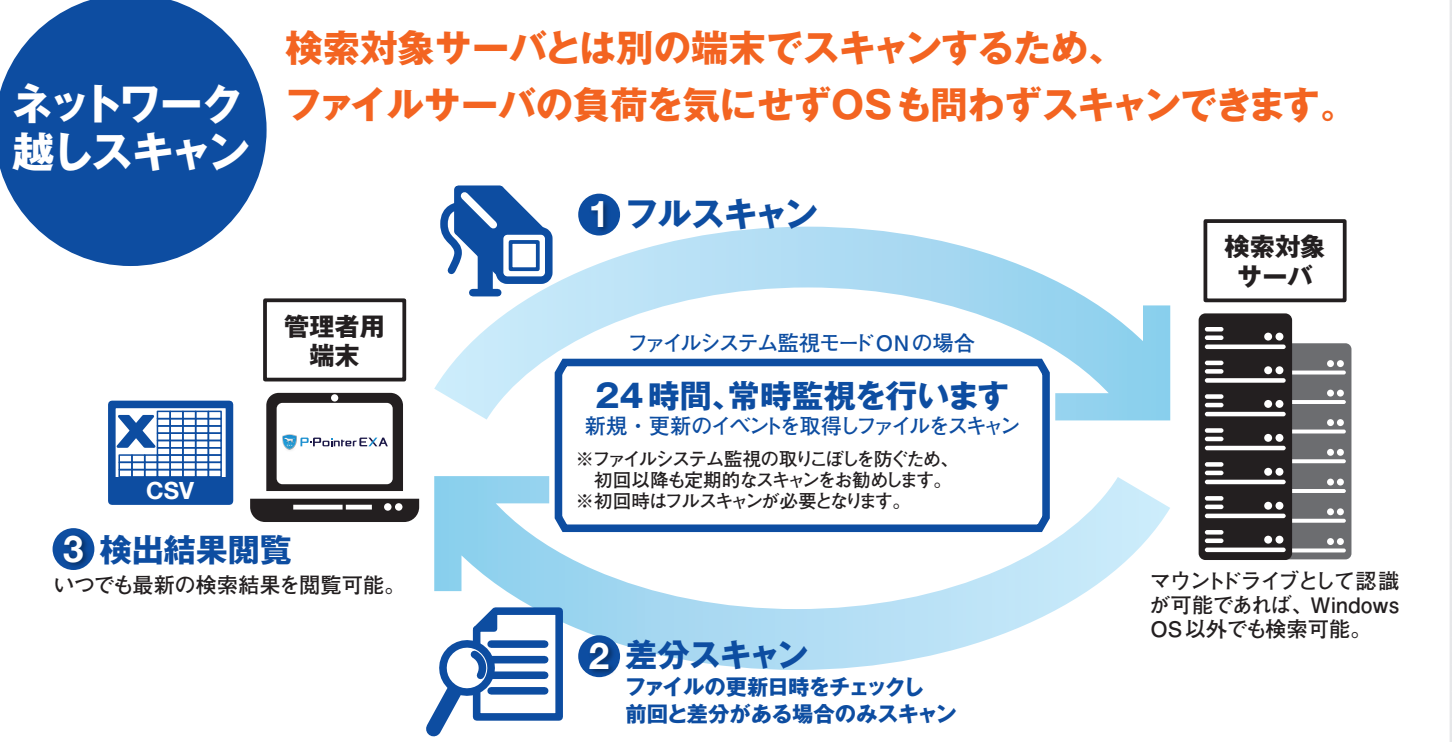 ネットワーク
越しスキャン
検索対象サーバとは別の端末でスキャンするため、
ファイルサーバの負荷を気にせずOSも問わずスキャンできます。
❶フルスキャン
検索対象
サーバ
管理者用
端末
ファイルシステム監視モードONの場合
24時間、常時監視を行います
新規・更新のイベントを取得しファイルをスキャン
※ファイルシステム監視の取りこぼしを防ぐため、
初回以降も定期的なスキャンをお勧めします。
※初回時はフルスキャンが必要となります。
P-Pointer EXA
X
CSV
❸検出結果閲覧
いつでも最新の検索結果を閲覧可能。
マウントドライブとして認識
が可能であれば、Windows
OS以外でも検索可能。
❷差分スキャン
ファイルの更新日時をチェックし
前回と差分がある場合のみスキャン